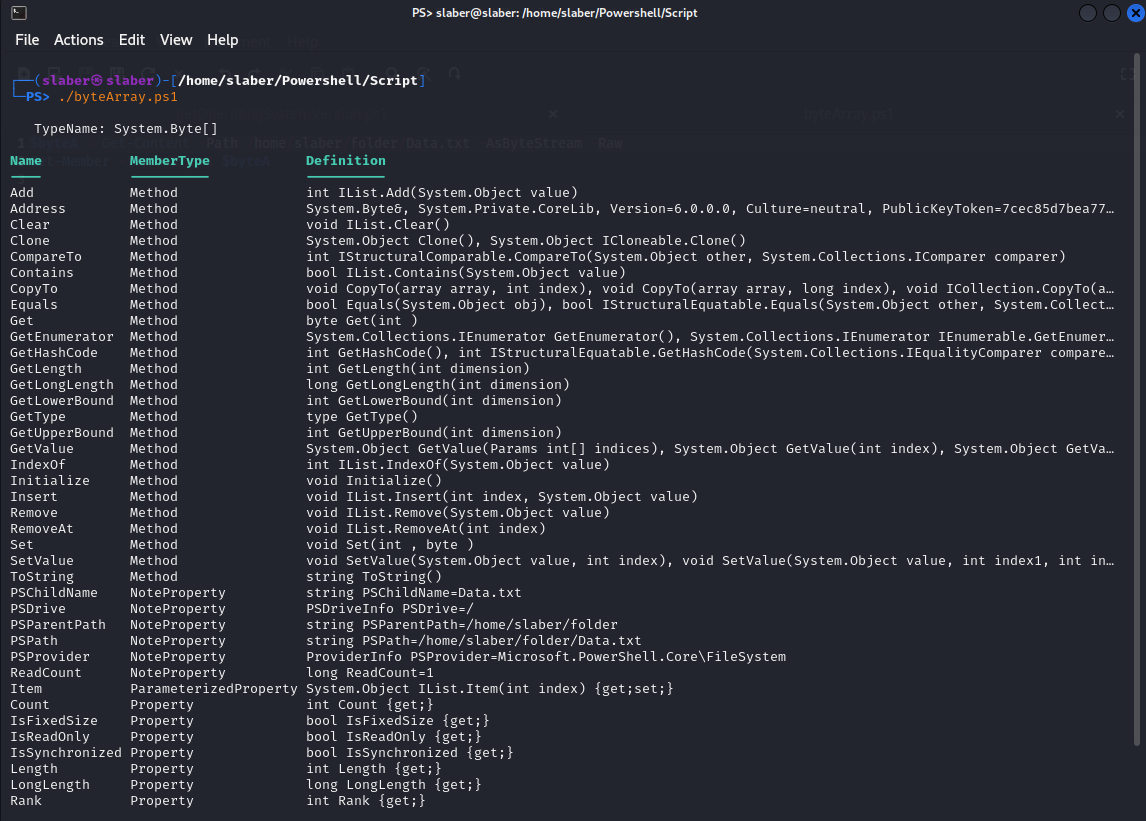 PS> slaber@slaber: /home/slaber/Powershell/Script
File Actions Edit View Help
(slaber㉿slaber)-[/home/slaber/Powershell/Script]
PS> ./byteArray.ps1
TypeName: System.Byte[]
Name MemberType Definition
Add Method int IList.Add(System.Object value)
Address Method System.Byte&, System.Private.CoreLib, Version=6.0.0.0, Culture=neutral, PublicKeyToken=7cec85d7bea77…
Clear Method void IList.Clear()
Clone Method System.Object Clone(), System.Object ICloneable.Clone()
CompareTo Method int IStructuralComparable.CompareTo(System.Object other, System.Collections.IComparer comparer)
Contains Method bool IList.Contains(System.Object value)
CopyTo Method void CopyTo(array array, int index), void CopyTo(array array, long index), void ICollection.CopyTo(a…
Equals Method bool Equals(System.Object obj), bool IStructuralEquatable.Equals(System.Object other, System.Collect…
Get Method byte Get(int )
GetEnumerator Method System.Collections.IEnumerator GetEnumerator(), System.Collections.IEnumerator IEnumerable.GetEnumer…
GetHashCode Method int GetHashCode(), int IStructuralEquatable.GetHashCode(System.Collections.IEqualityComparer compare…
GetLength Method int GetLength(int dimension)
GetLongLength Method long GetLongLength(int dimension)
GetLowerBound Method int GetLowerBound(int dimension)
GetType Method type GetType()
GetUpperBound Method int GetUpperBound(int dimension)
GetValue Method System.Object GetValue(Params int[] indices), System.Object GetValue(int index), System.Object GetVa…
IndexOf Method int IList.IndexOf(System.Object value)
Initialize Method void Initialize()
Insert Method void IList.Insert(int index, System.Object value)
Remove Method void IList.Remove(System.Object value)
RemoveAt Method void IList.RemoveAt(int index)
Set Method void Set(int , byte )
SetValue Method void SetValue(System.Object value, int index), void SetValue(System.Object value, int index1, int in…
ToString Method string ToString()
PSChildName NoteProperty string PSChildName=Data.txt
PSDrive NoteProperty PSDriveInfo PSDrive=/
PSParentPath NoteProperty string PSParentPath=/home/slaber/folder
PSPath NoteProperty string PSPath=/home/slaber/folder/Data.txt
PSProvider NoteProperty ProviderInfo PSProvider=Microsoft.PowerShell.Core\FileSystem
ReadCount NoteProperty long ReadCount=1
Item ParameterizedProperty System.Object IList.Item(int index) {get;set;}
Count Property int Count {get;}
IsFixedSize Property bool IsFixedSize {get;}
IsReadOnly Property bool IsReadOnly {get;}
IsSynchronized Property bool IsSynchronized {get;}
Length Property int Length {get;}
LongLength Property long LongLength {get;}
Rank Property int Rank {get;}